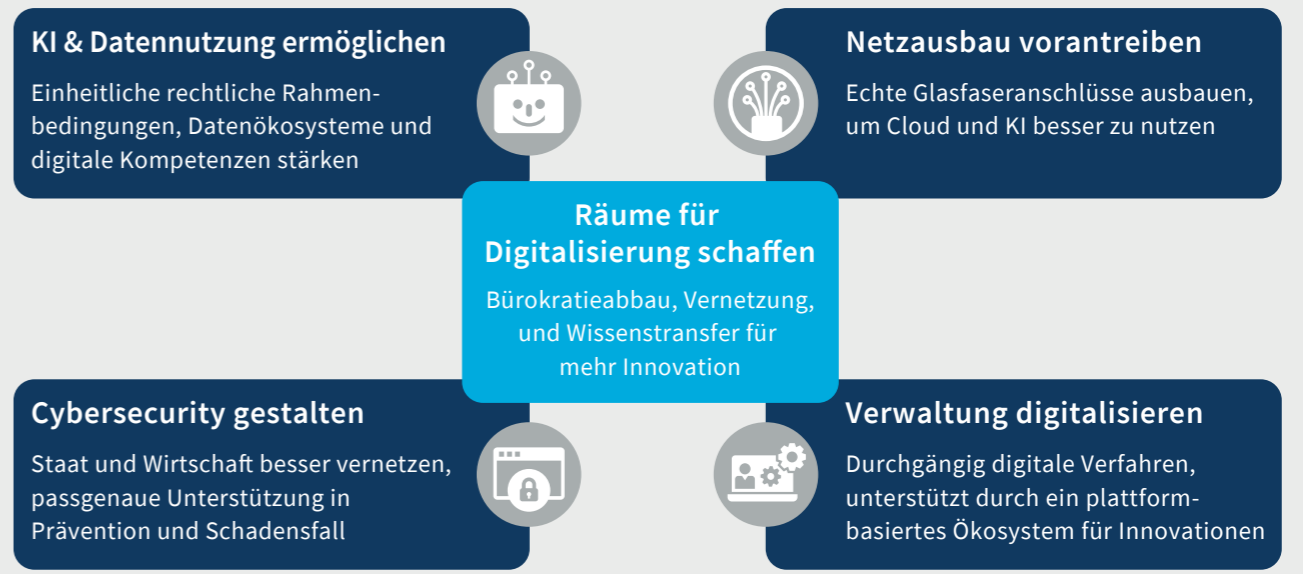 KI & Datennutzung ermöglichen
Einheitliche rechtliche Rahmen-
bedingungen, Datenökosysteme und
digitale Kompetenzen stärken
Netzausbau vorantreiben
Echte Glasfaseranschlüsse ausbauen,
um Cloud und KI besser zu nutzen
Räume für
Digitalisierung schaffen
Bürokratieabbau, Vernetzung,
und Wissenstransfer für
mehr Innovation
Cybersecurity gestalten
Staat und Wirtschaft besser vernetzen,
passgenaue Unterstützung in
Prävention und Schadensfall
Verwaltung digitalisieren
Durchgängig digitale Verfahren,
unterstützt durch ein plattform-
basiertes Ökosystem für Innovationen